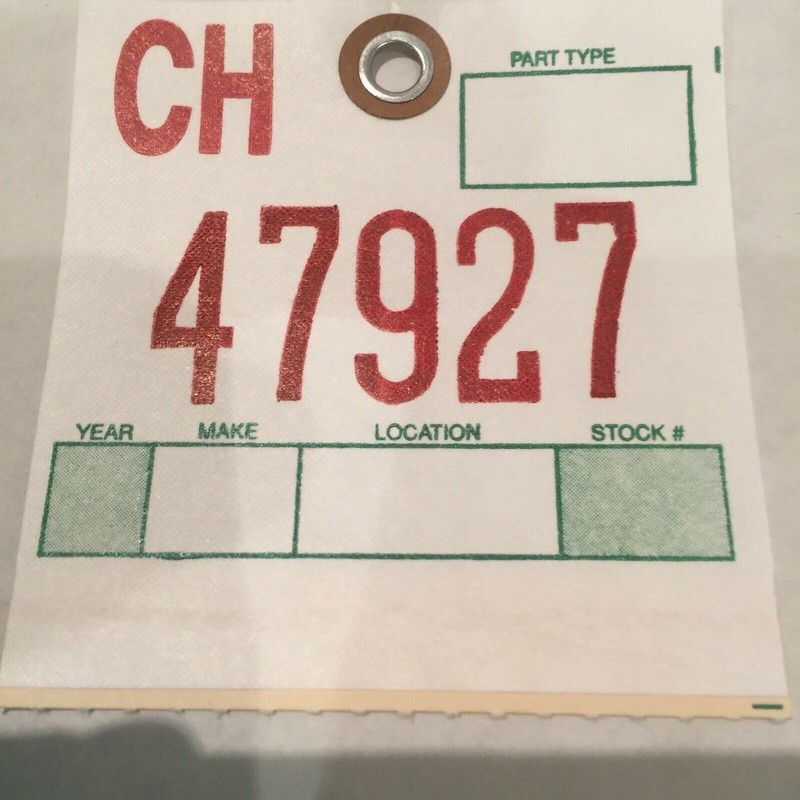 CH
PART TYPE
47927
YEAR MAKE LOCATION STOCK #